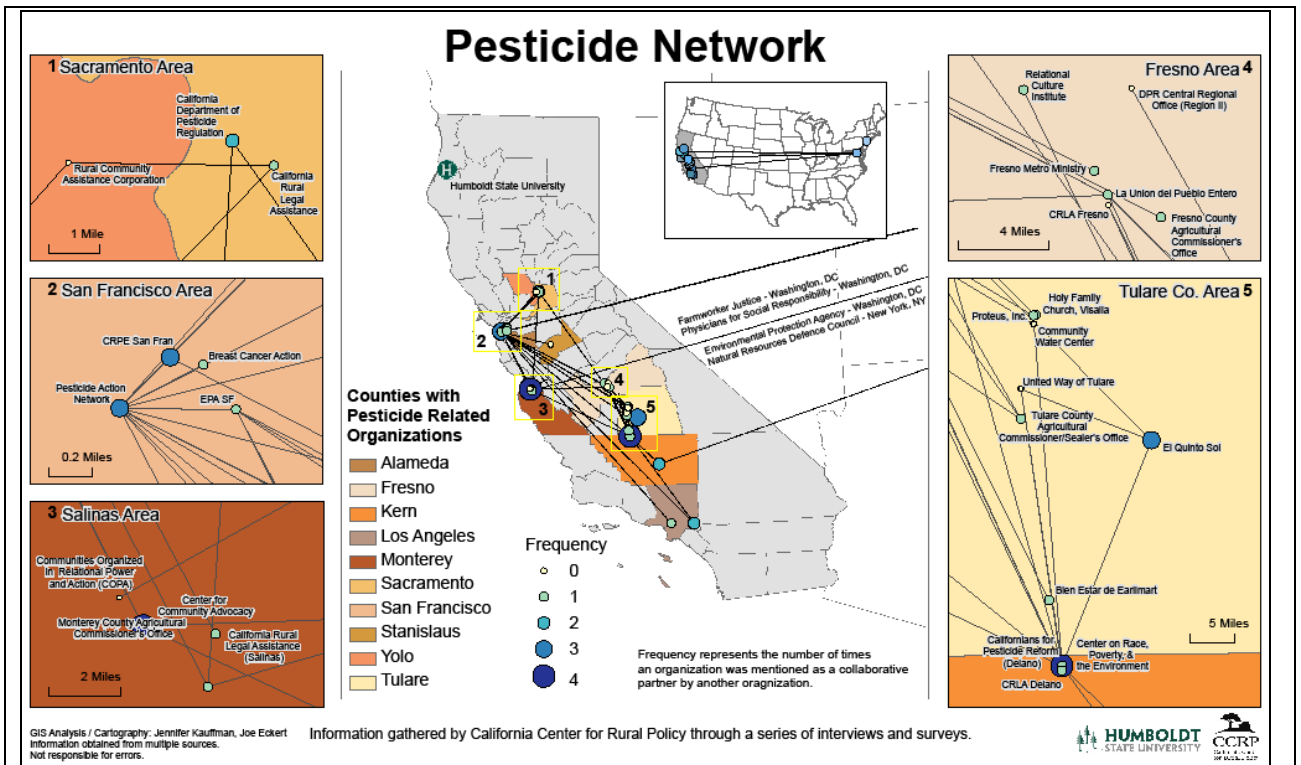 Pesticide Network
1 Sacramento Area
California
Department of
Pesticide
Regulation
Rural Community
Assistance Corporation
California
Rural
Legal
Assistance
1 Mile
2 San Francisco Area
CRPE San Fran
Breast Cancer Action
Pesticide Action
Network
EPA SF
0.2 Miles
3 Salinas Area
Communities Organized
in Relational Power
and Action (COPA)
Center for
Community Advocacy
Monterey County Agricultural
Commissioner's Office
California Rural
Legal Assistance
(Salinas)
2 Miles
H
Humboldt State University
1
2
3
4
5
Farmworker Justice - Washington, DC
Physicians for Social Responsibility - Washington, DC
Environmental Protection Agency - Washington, DC
Natural Resources Defence Council - New York, NY
Counties with
Pesticide Related
Organizations
Alameda
Fresno
Kern
Los Angeles
Monterey
Sacramento
San Francisco
Stanislaus
Yolo
Tulare
Frequency
0
1
2
3
4
Frequency represents the number of times
an organization was mentioned as a collaborative
partner by another oragnization.
Fresno Area 4
Relational
Culture
Institute
DPR Central Regional
Office (Region II)
Fresno Metro Ministry
La Union del Pueblo Entero
CRLA Fresno
Fresno County
Agricultural
Commissioner's
Office
4 Miles
Tulare Co. Area 5
Holy Family
Church, Visalia
Proteus, Inc.
Community
Water Center
United Way of Tulare
Tulare County
Agricultural
Commissioner/Sealer's Office
El Quinto Sol
Bien Estar de Earlimart
5 Miles
Californians for
Pesticide Reform
(Delano)
Center on Race,
Poverty, &
the Environment
CRLA Delano
GIS Analysis / Cartography: Jennifer Kauffman, Joe Eckert
Information obtained from multiple sources.
Not responsible for errors.
Information gathered by California Center for Rural Policy through a series of interviews and surveys.
HUMBOLDT
STATE UNIVERSITY
CCRP